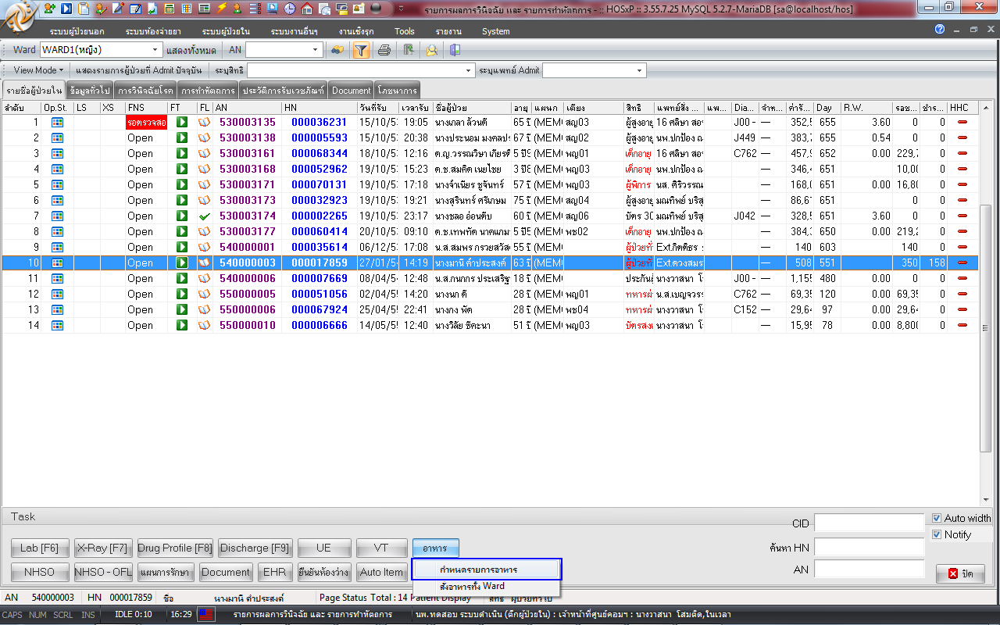 รายการผลการวินิจฉัย และ รายการทำหัตถการ - :: HOSxP :: 3.55.7.25 MySQL 5.2.7-MariaDB [sa@localhost/hos]
ระบบผู้ป่วยนอก ระบบห้องจ่ายยา ระบบผู้ป่วยใน ระบบงานอื่นๆ งานเชิงรุก Tools รายงาน System
Ward WARD1(หญิง) แสดงทั้งหมด AN
View Mode แสดงรายการผู้ป่วยที่ Admit ปัจจุบัน ระบุสิทธิ ระบุแพทย์ Admit
รายชื่อผู้ป่วยใน ข้อมูลทั่วไป การวินิจฉัยโรค การทำหัตถการ ประวัติการรับเวชภัณฑ์ Document โภชนาการ
ลำดับ Op.St. LS XS FNS FT FL AN HN วันที่รับ เวลารับ ชื่อผู้ป่วย อายุ แผนก เตียง สิทธิ แพทย์สั่ง ... แพ... Dia... จำห... ค่ารั... Day R.W. รอช... ชำร... HHC
1 รอตรวจสอ 530003135 000036231 15/10/5 19:05 นางเกลา ล้วนดี 65 ปี (MEM สญ03 ผู้สูงอายุ 16 คลิษา สอ J00 - — 352, 655 3.60 0 0
2 Open 530003138 000005593 15/10/5 20:38 นางประนอม มงคลป 67 ปี (MEM สญ02 ผู้สูงอายุ นพ.ปกป้อง ณ J449 — 383,7 655 0.54 0 0
3 Open 530003161 000068344 18/10/5 12:16 ด.ญ.วรรณวิษา เกียรติ 5 ปี9 (MEM พญ01 เด็กอายุ 16 คลิษา สอ C762 — 457,9 652 0.00 229,7 0
4 Open 530003168 000052962 19/10/5 15:23 ด.ช.สมคิด เนยไชย 3 ปี8 (MEM พญ03 เด็กอายุ นพ.ปกป้อง ณ — 346,4 651 10,00 0
5 Open 530003171 000070131 19/10/5 17:18 นางจำเนียร ชูจันทร์ 57 ปี (MEM พญ03 ผู้พิการ นส. ศิริวรรณ — 168,0 651 0.00 16,80 0
6 Open 530003173 000032923 19/10/5 19:21 นางสุรินทร์ ศรีเกษม 75 ปี (MEM สญ04 ผู้สูงอายุ มณทิพย์ บริสุ — 86,6 651 0 0
7 Open 530003174 000002265 19/10/5 23:17 นางชลอ อ่อนดิบ 60 ปี (MEM สญ06 บัตร 30 มณทิพย์ บริสุ J042 — 328,5 651 3.60 0 0
8 Open 530003177 000060414 20/10/5 09:10 ด.ช.เทพทัด นาคแกม 5 ปี5 (MEM พช02 เด็กอายุ นพ.ปกป้อง ณ — 384,3 650 0.00 219,2 0
9 Open 540000001 000035614 06/12/5 17:08 น.ส.สมพร กรวยสวัส 55 ปี (MEM ผู้ป่วยทั่ Ext.กิตติธร — 140 603 140 0
10 Open 540000003 000017859 27/01/5 14:19 นางมานี คำประสงค์ 63 ปี (MEM ผู้ป่วยที่ Ext.ดวงสมร — 508 551 350 158
11 Open 540000006 000007669 08/04/5 12:48 น.ส.กนกกร ประเสริฐ 18 ปี (MEM ประกัน นางวาสนา โ J00 - — 1,155 480 0.00 0 0
12 Open 550000005 000051056 02/04/5 14:20 นางนก ดี 28 ปี (MEM พญ01 ทหารผ่ น.ส.เบญจวรร C762 — 69,3 120 0.00 69,35 0
13 Open 550000006 000067924 25/04/5 22:41 นางกง พัด 28 ปี (MEM พช04 ทหารผ่ นางวาสนา โ C152 — 29,6 97 0.00 29,64 0
14 Open 550000010 000006666 14/05/5 12:40 นางวิลัย ชีคะนา 51 ปี (MEM บัตรสงเ นางวาสนา โ — 15,95 78 0.00 8,800 0
Task
CID Auto width
Lab [F6] X-Ray [F7] Drug Profile [F8] Discharge [F9] UE VT อาหาร ค้นหา HN Notify
NHSO NHSO - OFL แผนการรักษา Document EHR ยืนยันห้องว่าง Auto Item กำหนดรายการอาหาร AN ปิด
สั่งอาหารทั้ง Ward
AN 540000003 HN 000017859 ชื่อ นางมานี คำประสงค์ Page Status Total : 14 Patient Display สิทธิ ผู้ป่วยทั่วไป
CAPS NUM SCRL INS IDLE 0:10 16:29 รายการผลการวินิจฉัย และ รายการทำหัตถการ นพ.ทดสอบ ระบบดำเนิน (ตึกผู้ป่วยใน) : เจ้าหน้าที่ศูนย์คอมฯ : นางวาสนา โสมติด,ในเวลา